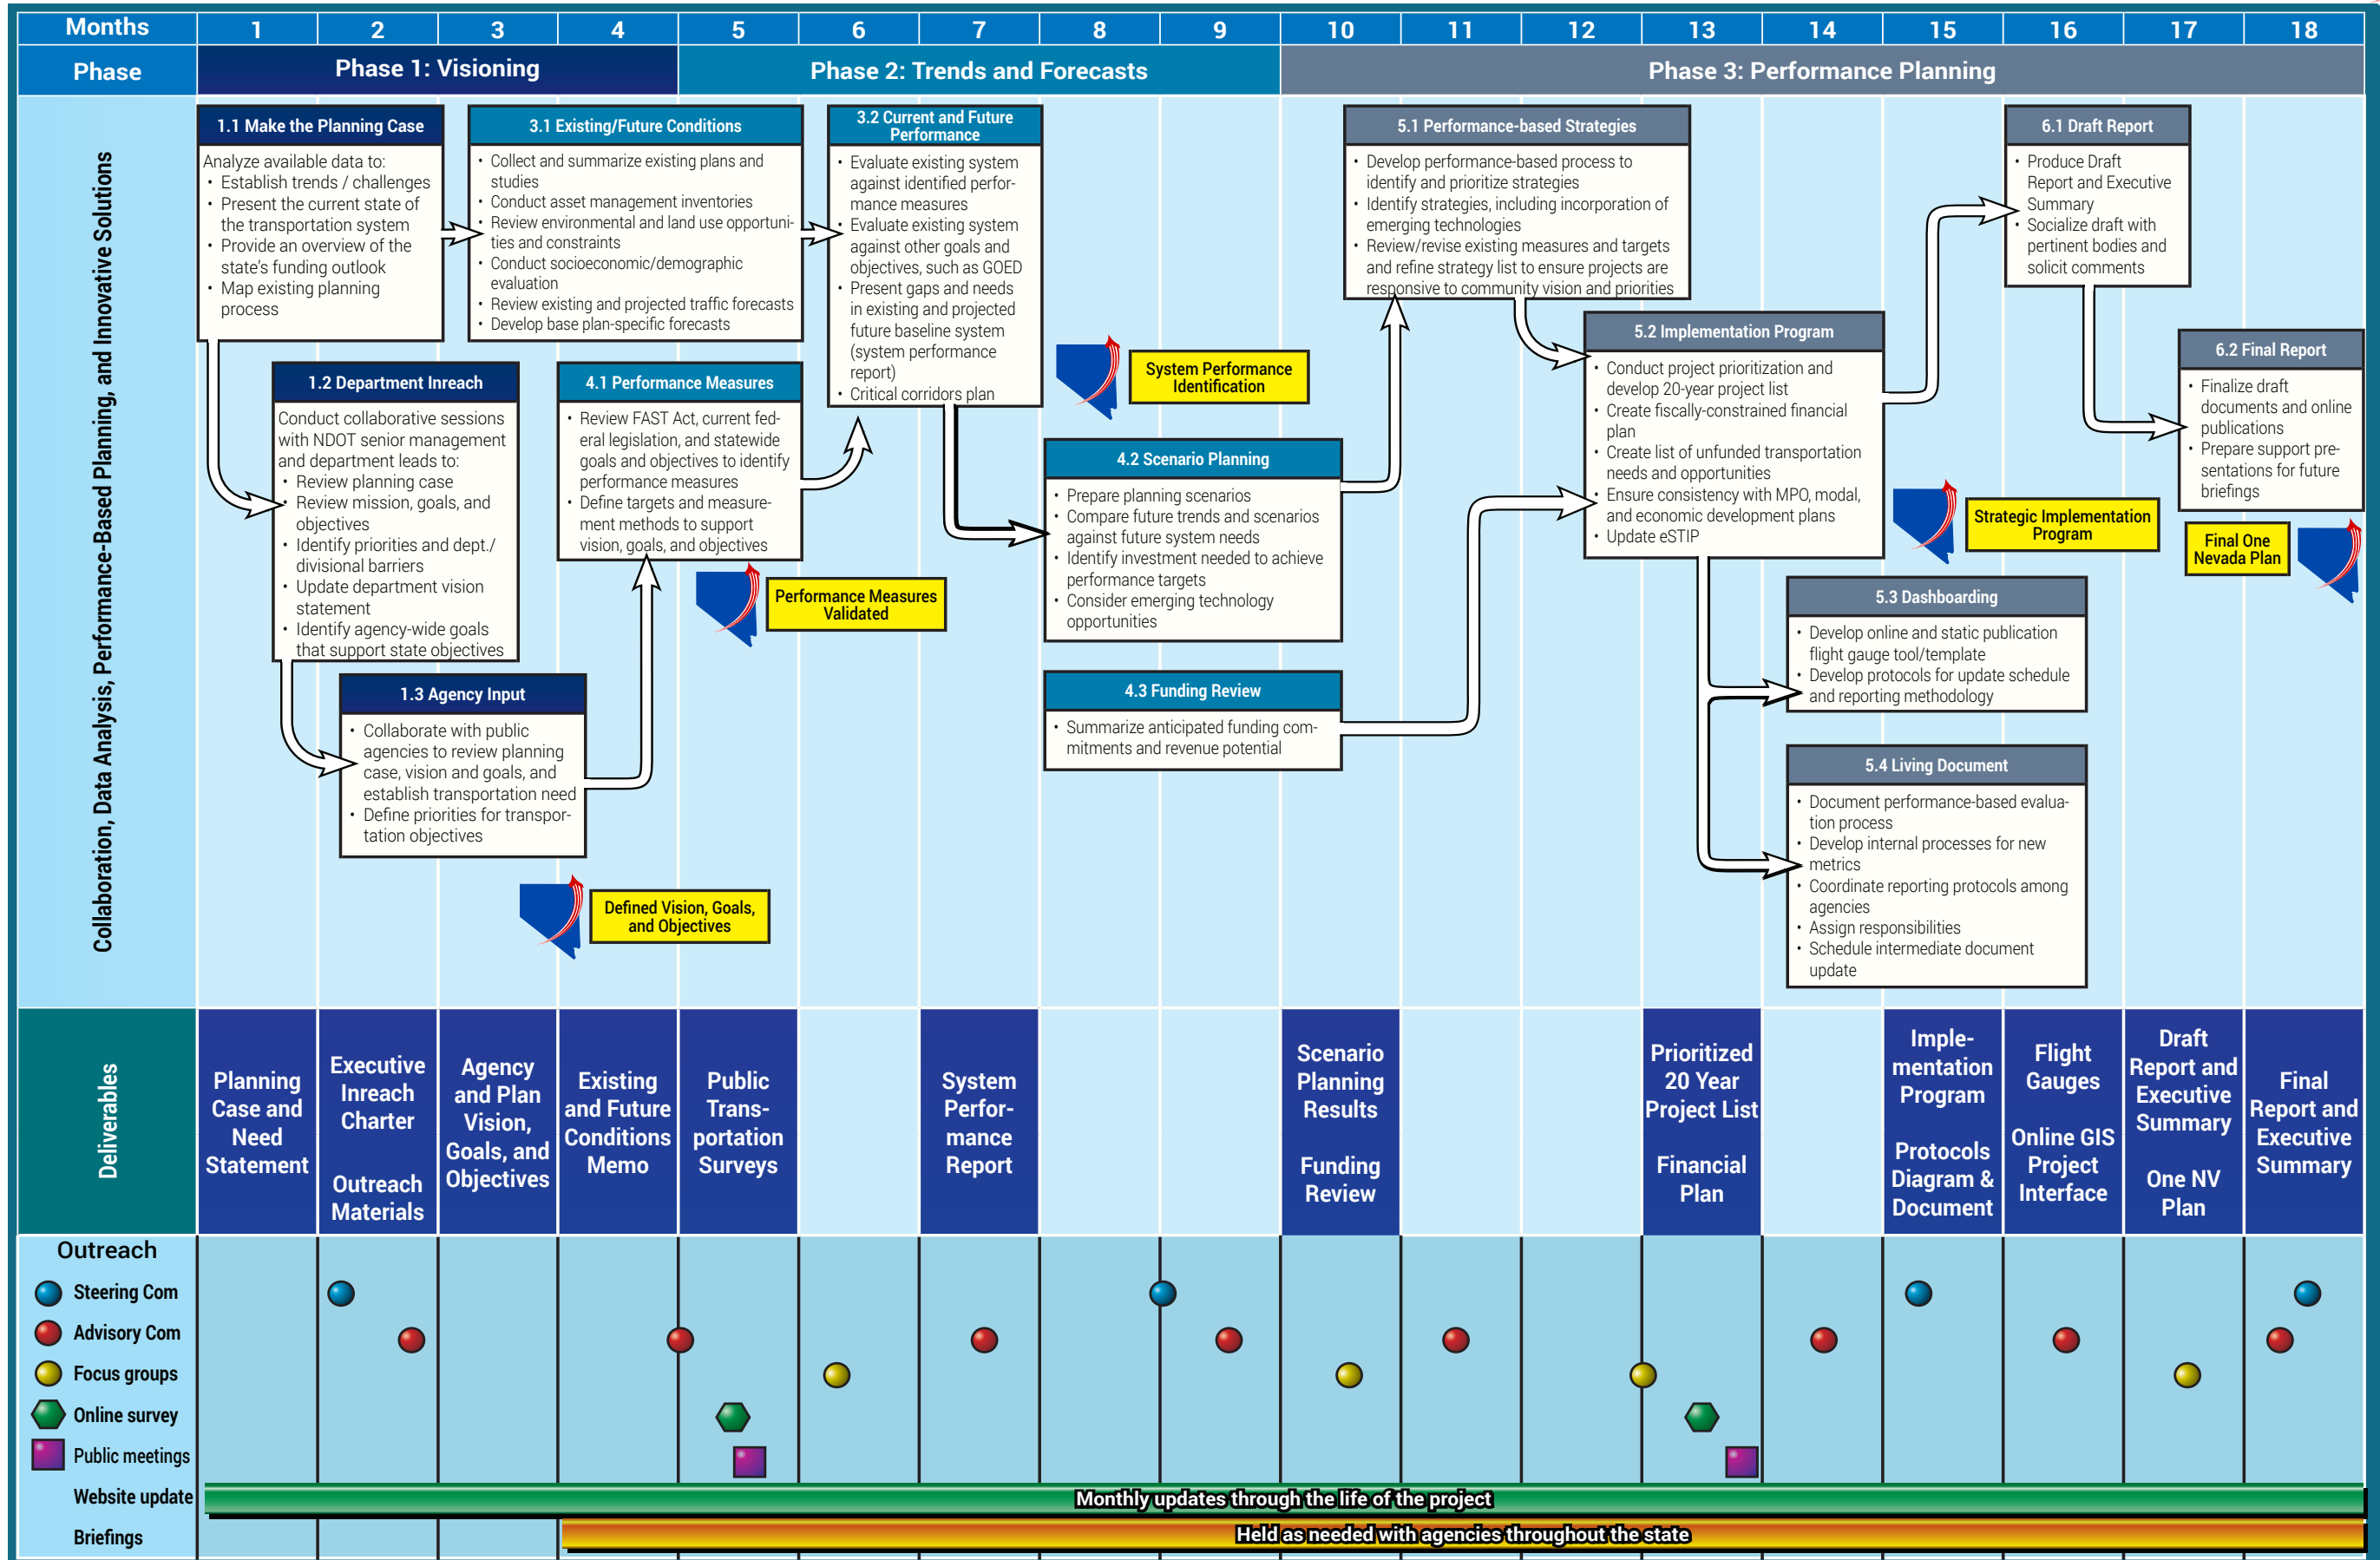 Months 1 2 3 4 5 6 7 8 9 10 11 12 13 14 15 16 17 18
Phase
Phase 1: Visioning
Phase 2: Trends and Forecasts
Phase 3: Performance Planning
Collaboration, Data Analysis, Performance-Based Planning, and Innovative Solutions
1.1 Make the Planning Case
Analyze available data to:
• Establish trends / challenges
• Present the current state of
the transportation system
• Provide an overview of the
state's funding outlook
• Map existing planning
process
1.2 Department Inreach
Conduct collaborative sessions
with NDOT senior management
and department leads to:
• Review planning case
• Review mission, goals, and
objectives
• Identify priorities and dept./
divisional barriers
• Update department vision
statement
• Identify agency-wide goals
that support state objectives
1.3 Agency Input
• Collaborate with public
agencies to review planning
case, vision and goals, and
establish transportation need
• Define priorities for transpor-
tation objectives
3.1 Existing/Future Conditions
• Collect and summarize existing plans and
studies
• Conduct asset management inventories
• Review environmental and land use opportuni-
ties and constraints
• Conduct socioeconomic/demographic
evaluation
• Review existing and projected traffic forecasts
• Develop base plan-specific forecasts
4.1 Performance Measures
• Review FAST Act, current fed-
eral legislation, and statewide
goals and objectives to identify
performance measures
• Define targets and measure-
ment methods to support
vision, goals, and objectives
Performance Measures
Validated
Defined Vision, Goals,
and Objectives
3.2 Current and Future
Performance
• Evaluate existing system
against identified perfor-
mance measures
• Evaluate existing system
against other goals and
objectives, such as GOED
• Present gaps and needs
in existing and projected
future baseline system
(system performance
report)
• Critical corridors plan
System Performance
Identification
4.2 Scenario Planning
• Prepare planning scenarios
• Compare future trends and scenarios
against future system needs
• Identify investment needed to achieve
performance targets
• Consider emerging technology
opportunities
4.3 Funding Review
• Summarize anticipated funding com-
mitments and revenue potential
5.1 Performance-based Strategies
• Develop performance-based process to
identify and prioritize strategies
• Identify strategies, including incorporation of
emerging technologies
• Review/revise existing measures and targets
and refine strategy list to ensure projects are
responsive to community vision and priorities
5.2 Implementation Program
• Conduct project prioritization and
develop 20-year project list
• Create fiscally-constrained financial
plan
• Create list of unfunded transportation
needs and opportunities
• Ensure consistency with MPO, modal,
and economic development plans
• Update eSTIP
Strategic Implementation
Program
5.3 Dashboarding
• Develop online and static publication
flight gauge tool/template
• Develop protocols for update schedule
and reporting methodology
5.4 Living Document
• Document performance-based evalua-
tion process
• Develop internal processes for new
metrics
• Coordinate reporting protocols among
agencies
• Assign responsibilities
• Schedule intermediate document
update
6.1 Draft Report
• Produce Draft
Report and Executive
Summary
• Socialize draft with
pertinent bodies and
solicit comments
6.2 Final Report
• Finalize draft
documents and online
publications
• Prepare support pre-
sentations for future
briefings
Final One
Nevada Plan
Deliverables
Planning
Case and
Need
Statement
Executive
Inreach
Charter
Outreach
Materials
Agency
and Plan
Vision,
Goals, and
Objectives
Existing
and Future
Conditions
Memo
Public
Trans-
portation
Surveys
System
Perfor-
mance
Report
Scenario
Planning
Results
Funding
Review
Prioritized
20 Year
Project List
Financial
Plan
Imple-
mentation
Program
Protocols
Diagram &
Document
Flight
Gauges
Online GIS
Project
Interface
Draft
Report and
Executive
Summary
One NV
Plan
Final
Report and
Executive
Summary
Outreach
Steering Com
Advisory Com
Focus groups
Online survey
Public meetings
Website update
Monthly updates through the life of the project
Briefings
Held as needed with agencies throughout the state